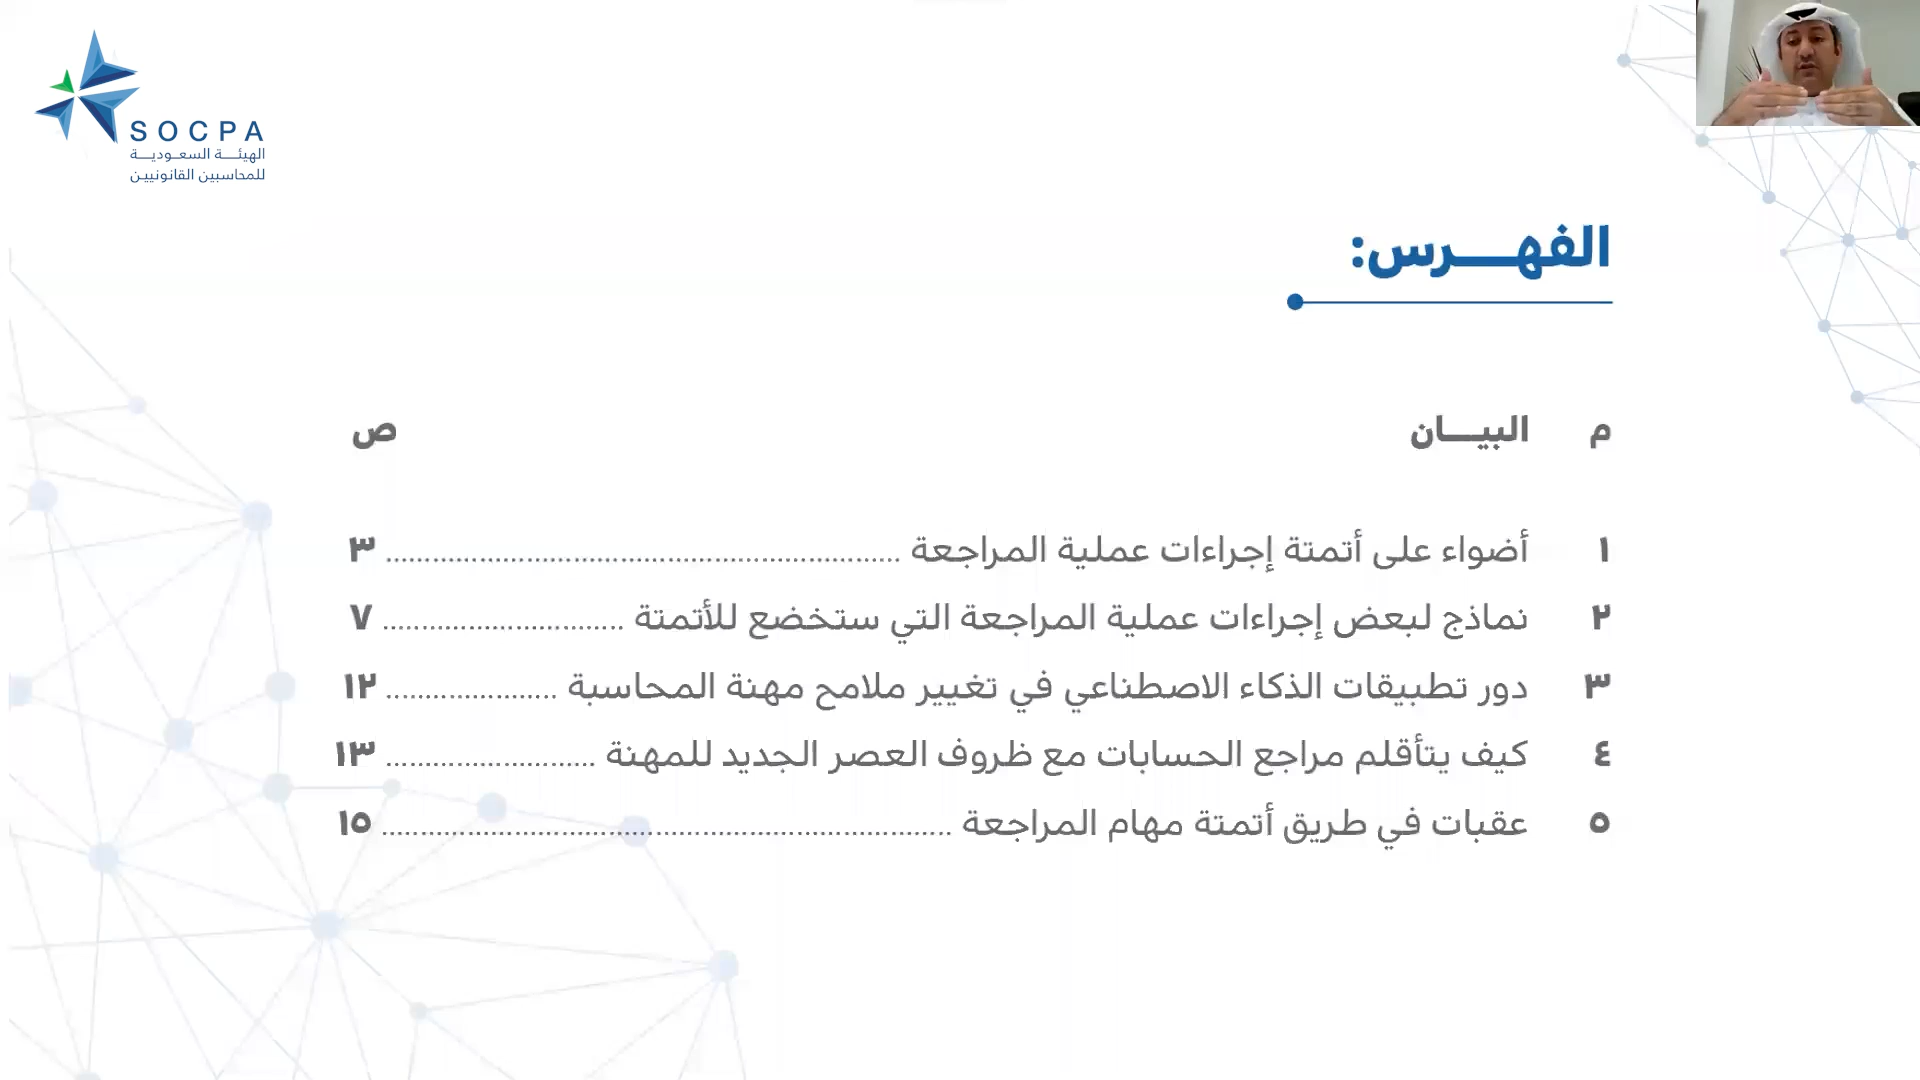 SOCPA
الهيئة السعودية
للمحاسبين القانونيين
الفهرس:
م البيان ص
١ أضواء على أتمتة إجراءات عملية المراجعة ٣
٢ نماذج لبعض إجراءات عملية المراجعة التي ستخضع للأتمتة ٧
٣ دور تطبيقات الذكاء الاصطناعي في تغيير ملامح مهنة المحاسبة ١٢
٤ كيف يتأقلم مراجع الحسابات مع ظروف العصر الجديد للمهنة ١٣
٥ عقبات في طريق أتمتة مهام المراجعة ١٥